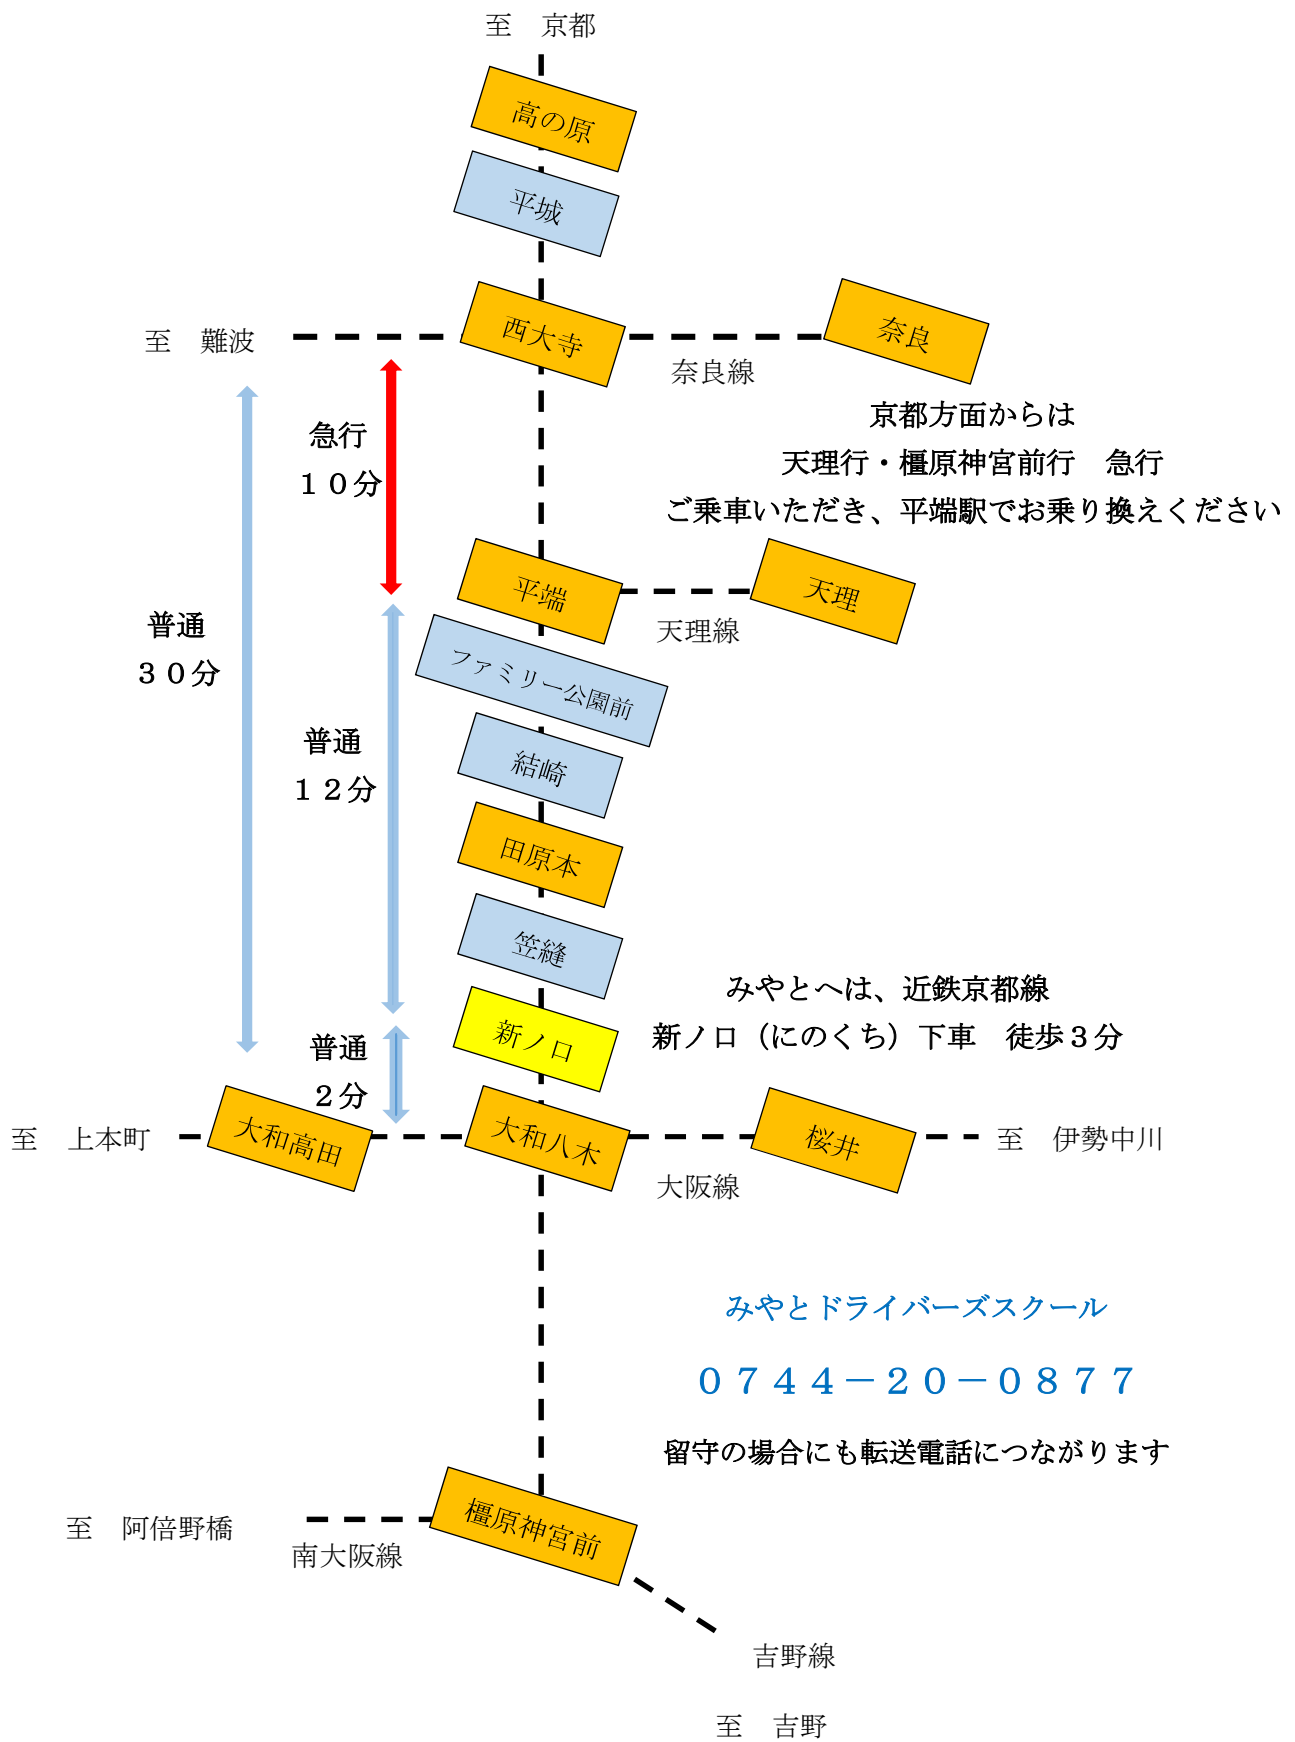 至　京都
高の原
平城
至　難波
西大寺
奈良
奈良線
京都方面からは
天理行・橿原神宮前行　急行
ご乗車いただき、平端駅でお乗り換えください
急行
１０分
平端
天理
天理線
普通
３０分
ファミリー公園前
普通
１２分
結崎
田原本
笠縫
みやとへは、近鉄京都線
新ノ口（にのくち）下車　徒歩３分
新ノ口
普通
２分
至　上本町
大和高田
大和八木
桜井
至　伊勢中川
大阪線
みやとドライバーズスクール
０７４４－２０－０８７７
留守の場合にも転送電話につながります
橿原神宮前
至　阿倍野橋
南大阪線
吉野線
至　吉野